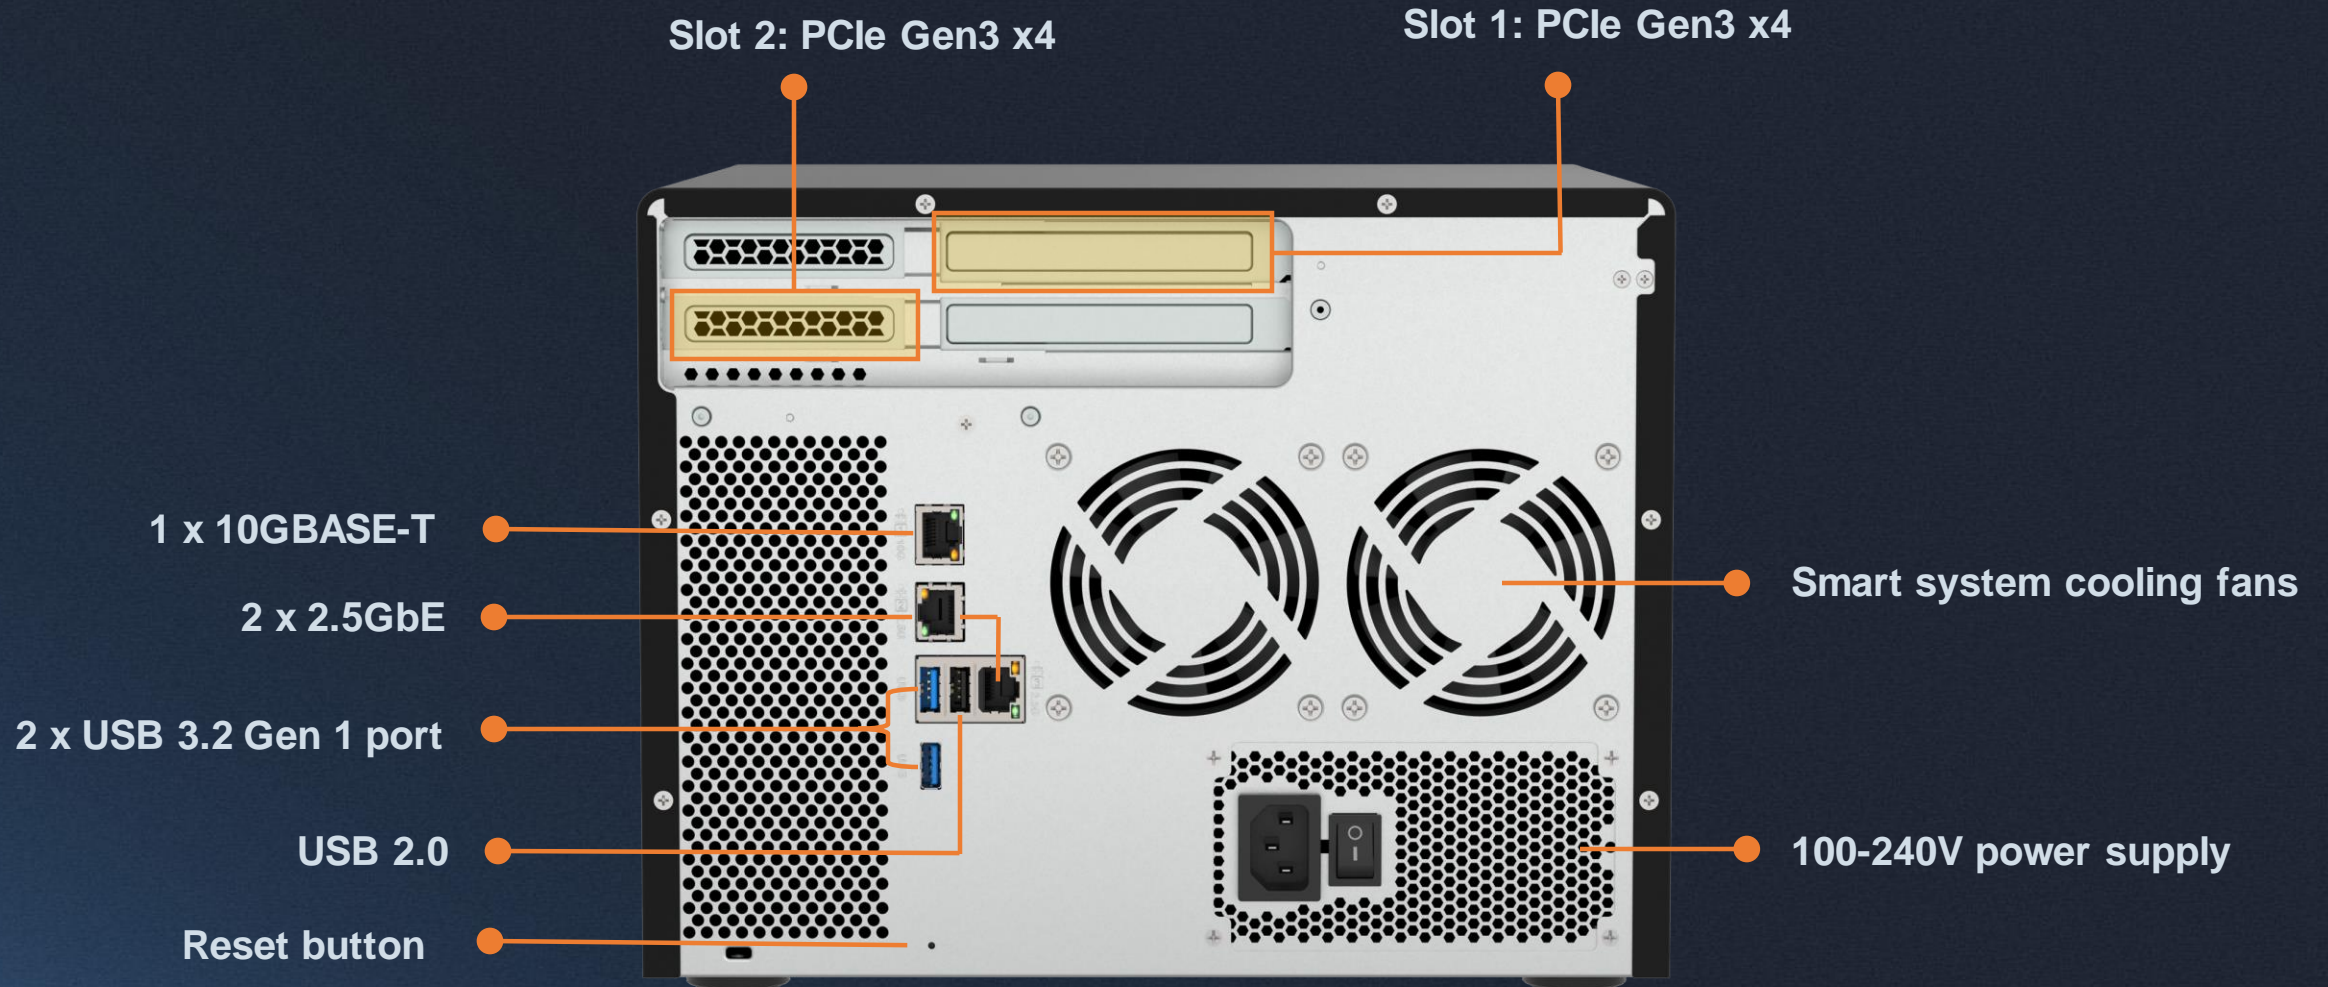 Slot 2: PCIe Gen3 x4
Slot 1: PCIe Gen3 x4
1 x 10GBASE-T
2 x 2.5GbE
2 x USB 3.2 Gen 1 port
USB 2.0
Reset button
Smart system cooling fans
100-240V power supply